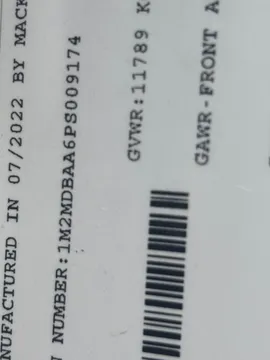 NUFACTURED IN 07/2022 BY MACK
NUMBER:1M2MDBAA6PS009174
GVWR:11789 K
GAWR-FRONT A